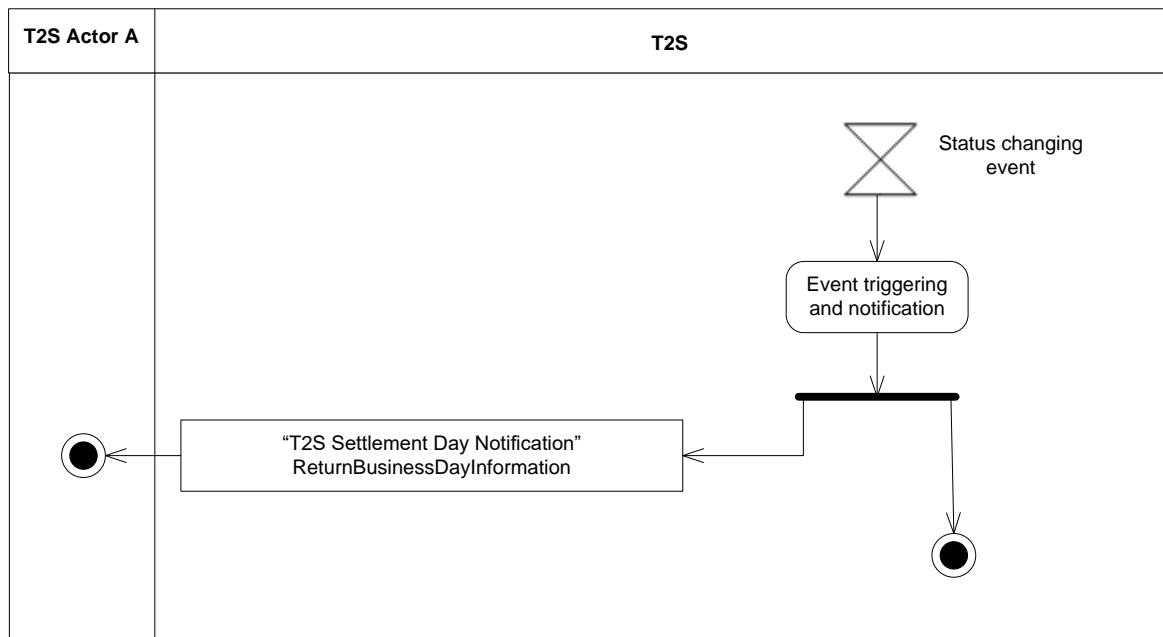 T2S Actor A
T2S
Status changing
event
Event triggering
and notification
“T2S Settlement Day Notification”
ReturnBusinessDayInformation